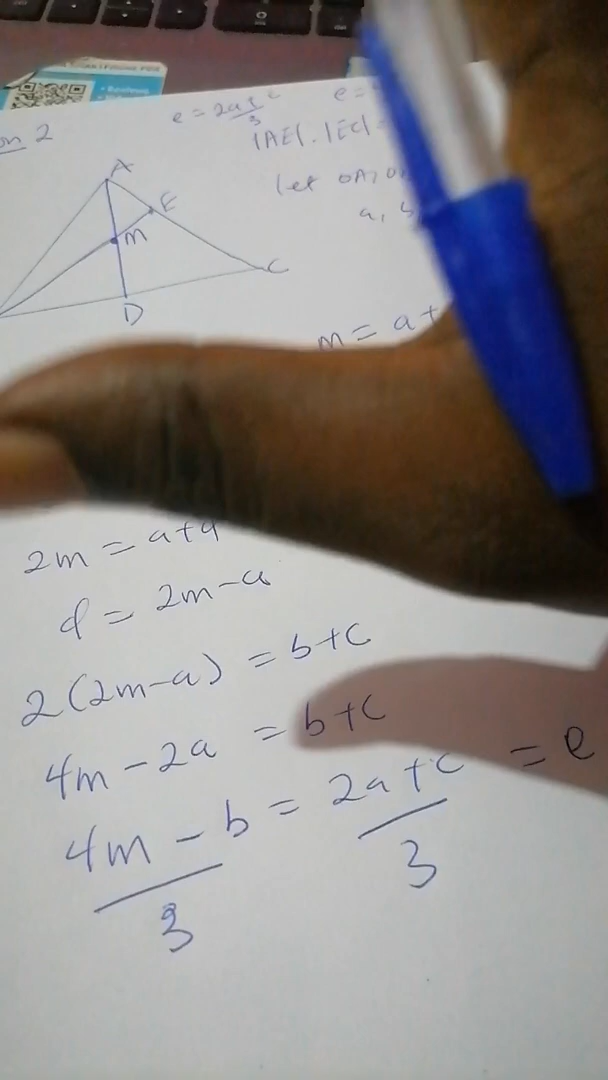 on 2
e = 2a+c/3
e =
|AE|. |EC| =
let OA, O
a, b,
A
E
m
C
D
m = a+
2m = a+d
d = 2m-a
2(2m-a) = b+c
4m - 2a = b+c
4m - b/3 = 2a+c/3 = e